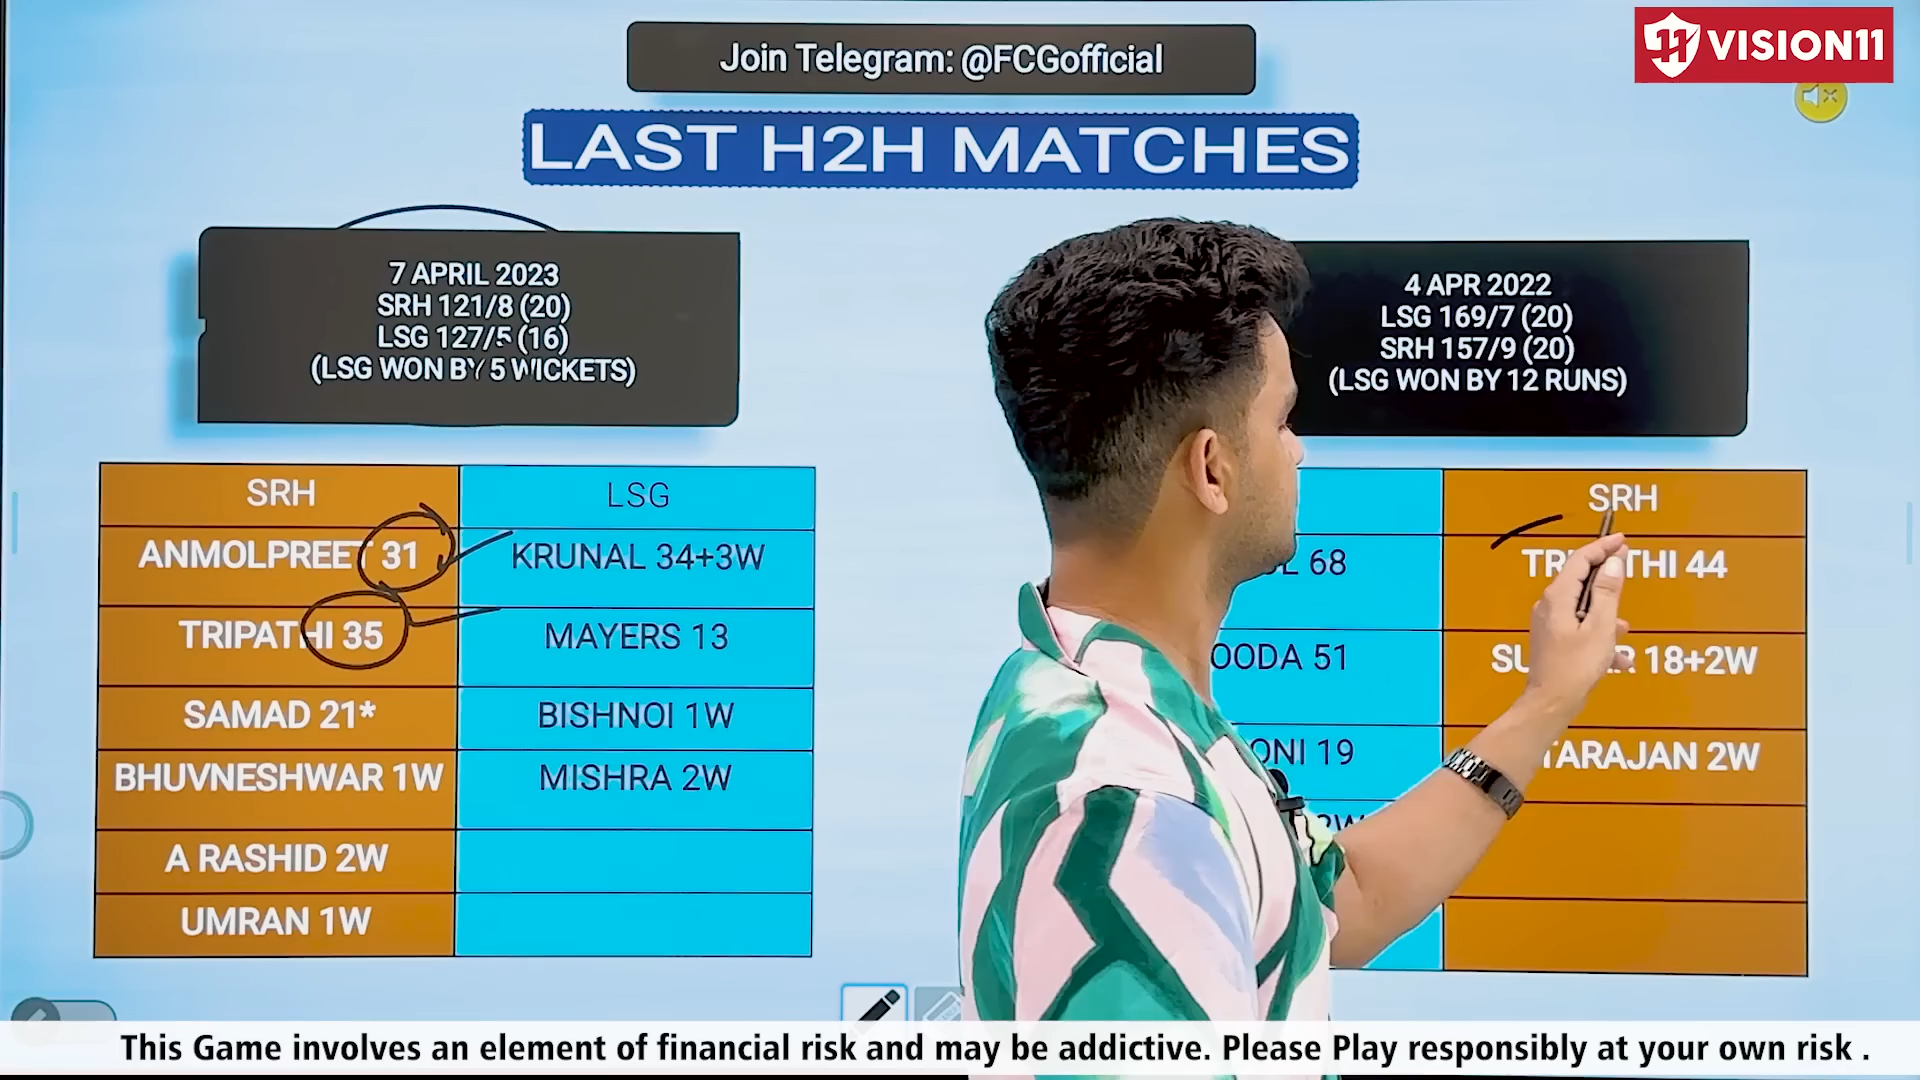 Join Telegram: @FCGofficial
VISION11
LAST H2H MATCHES
7 APRIL 2023
SRH 121/8 (20)
LSG 127/5 (16)
(LSG WON BY 5 WICKETS)
4 APR 2022
LSG 169/7 (20)
SRH 157/9 (20)
(LSG WON BY 12 RUNS)
SRH LSG
ANMOLPREET 31 KRUNAL 34+3W
TRIPATHI 35 MAYERS 13
SAMAD 21* BISHNOI 1W
BHUVNESHWAR 1W MISHRA 2W
A RASHID 2W
UMRAN 1W
SRH
68 TRIPATHI 44
51 18+2W
19 2W
This Game involves an element of financial risk and may be addictive. Please Play responsibly at your own risk .